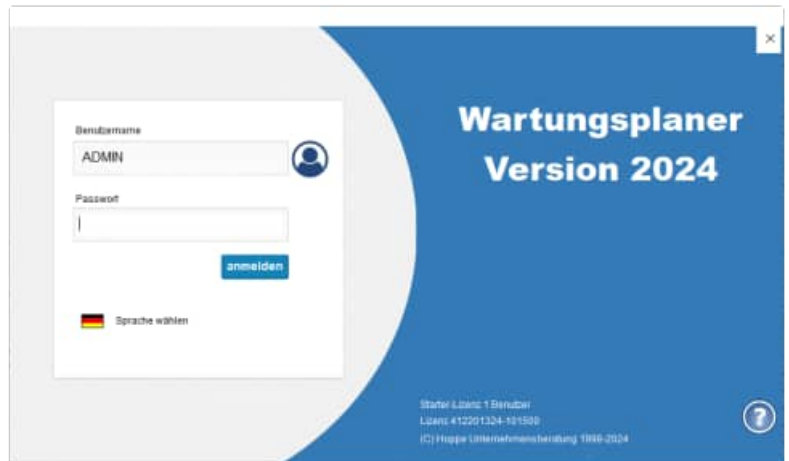 Wartungsplaner
Version 2024
Benutzername
ADMIN
Passwort
anmelden
Sprache wählen
Starter-Lizenz 1 Benutzer
Lizenz 412201324-101500
(C) Hoppe Unternehmensberatung 1998-2024
?